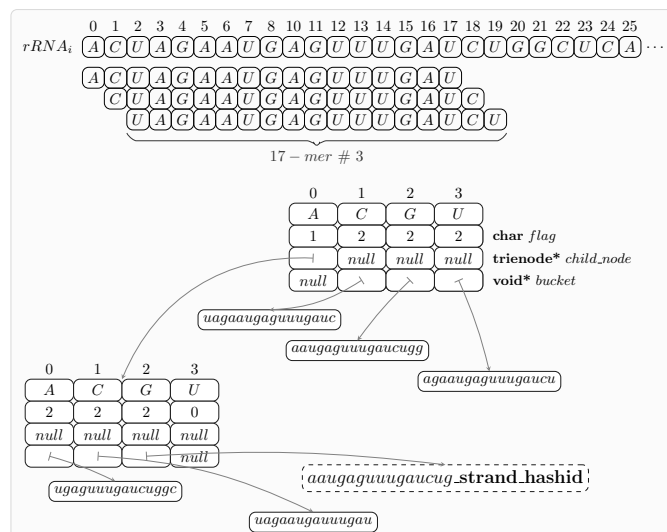 0 1 2 3 4 5 6 7 8 10 11 12 13 14 15 16 17 18 19 20 21 22 23 24 25
rRNA_i A C U A G A A U G A G U U U G A U C U G G C U C A ···
A C U A G A A U G A G U U U G A U
C U A G A A U G A G U U U G A U C
U A G A A U G A G U U U G A U C U
17 − mer # 3
0 1 2 3
A C G U
1 2 2 2 char flag
null null null trienode* child_node
null void* bucket
uagaaugaguuugauc
aaugaguuugaucugg
agaaugaguuugaucu
0 1 2 3
A C G U
2 2 2 0
null null null null
null
aaugaguuugaucug_strand_hashid
ugaguuugaucuggc
uagaaugauuugau